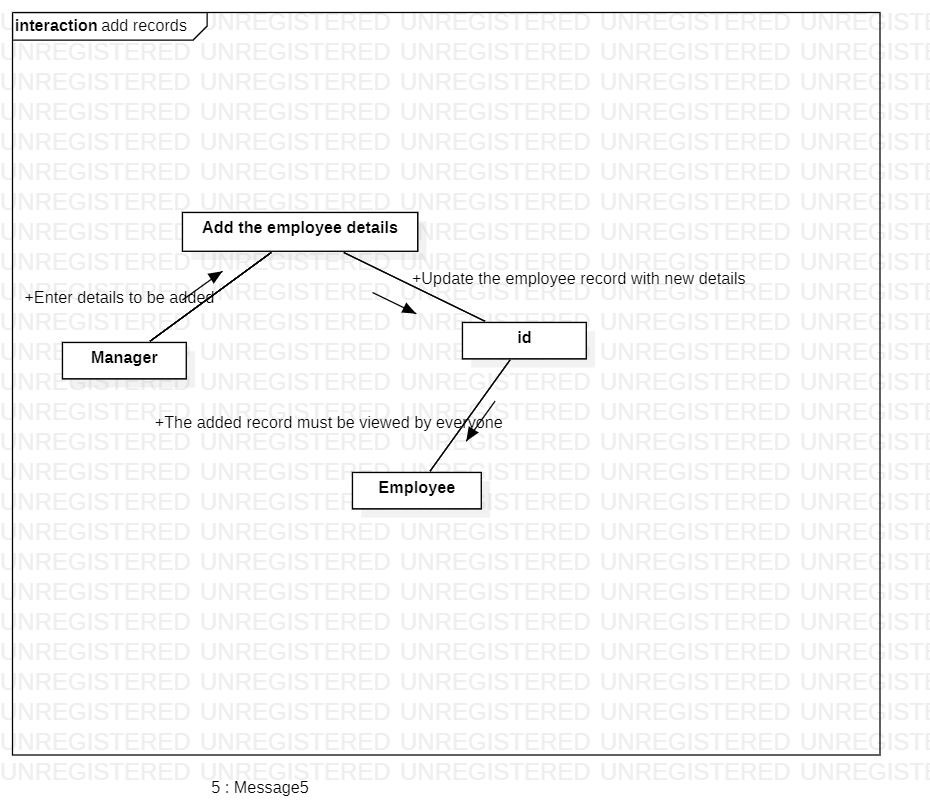 interaction add records
Add the employee details
+Update the employee record with new details
+Enter details to be added
id
Manager
+The added record must be viewed by everyone
Employee
5 : Message5
UNREGISTERED